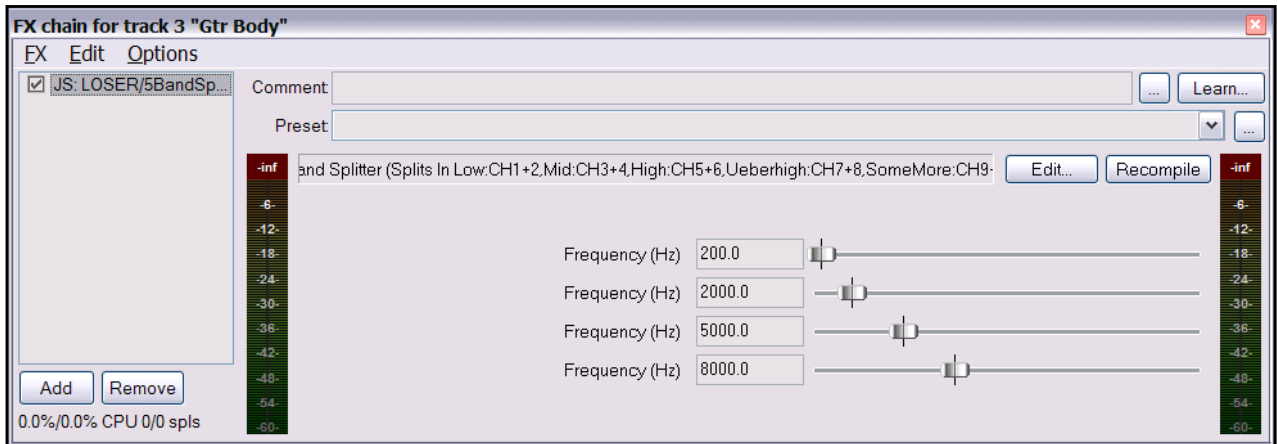 FX chain for track 3 "Gtr Body"
FX Edit Options
JS: LOSER/5BandSp...
Comment: ... Learn...
Preset: ...
-inf and Splitter (Splits In Low:CH1+2,Mid:CH3+4,High:CH5+6,Ueberhigh:CH7+8,SomeMore:CH9- Edit... Recompile -inf
-6- -6-
-12- -12-
-18- Frequency (Hz) 200.0 -18-
-24- -24-
Frequency (Hz) 2000.0
-30- -30-
-36- Frequency (Hz) 5000.0 -36-
-42- -42-
Frequency (Hz) 8000.0
-48- -48-
Add Remove
-54- -54-
0.0%/0.0% CPU 0/0 spls
-60- -60-